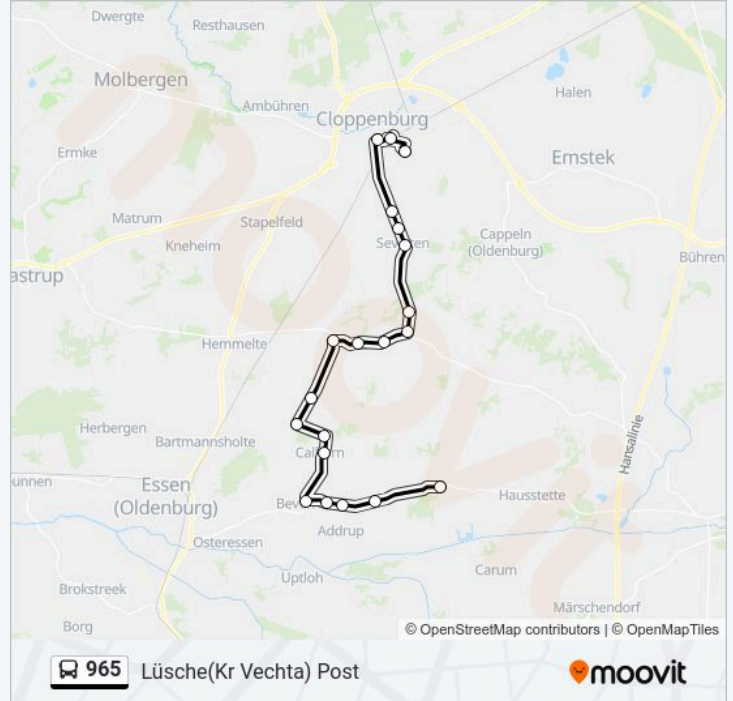 Dwergte
Resthausen
Molbergen
Halen
Ambühren
Cloppenburg
Ermke
Emstek
Matrum
Stapelfeld
Kneheim
Cappeln
(Oldenburg)
Bühren
astrup
Hemmelte
Herbergen
Bartmannsholte
Hansalinie
unnen
Essen
(Oldenburg)
Hausstette
Addrup
Osteressen
Uptloh
Carum
Brokstreek
Märschendorf
Borg
© OpenStreetMap contributors | © OpenMapTiles
965 Lüsche(Kr Vechta) Post
moovit